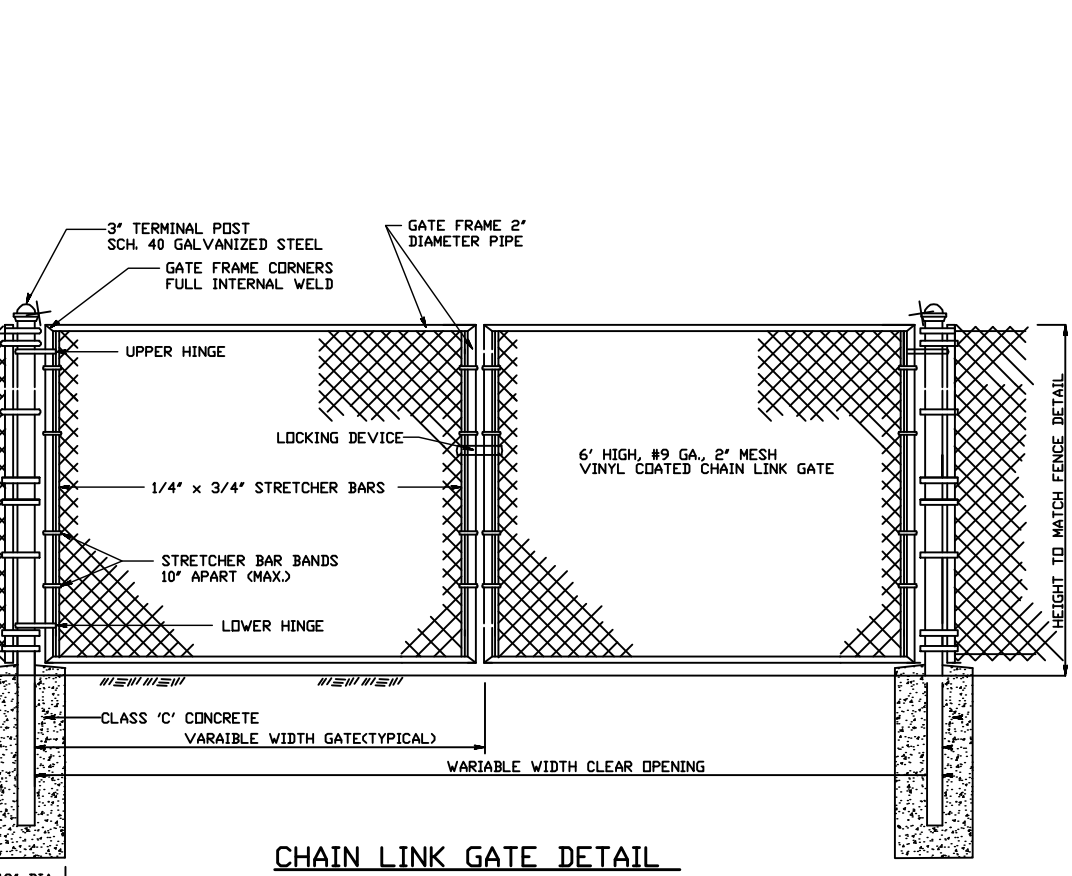 3" TERMINAL POST
SCH. 40 GALVANIZED STEEL
GATE FRAME 2"
DIAMETER PIPE
GATE FRAME CORNERS
FULL INTERNAL WELD
UPPER HINGE
LOCKING DEVICE
6' HIGH, #9 GA., 2" MESH
VINYL COATED CHAIN LINK GATE
1/4" x 3/4" STRETCHER BARS
STRETCHER BAR BANDS
10" APART (MAX.)
LOWER HINGE
HEIGHT TO MATCH FENCE DETAIL
CLASS 'C' CONCRETE
VARAIBLE WIDTH GATE(TYPICAL)
WARIABLE WIDTH CLEAR OPENING
CHAIN LINK GATE DETAIL